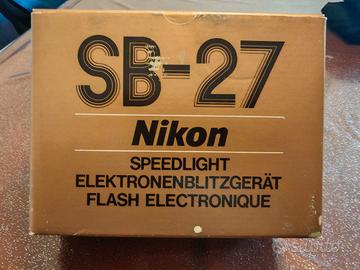 SB-27
Nikon
SPEEDLIGHT
ELEKTRONENBLITZGERÄT
FLASH ELECTRONIQUE